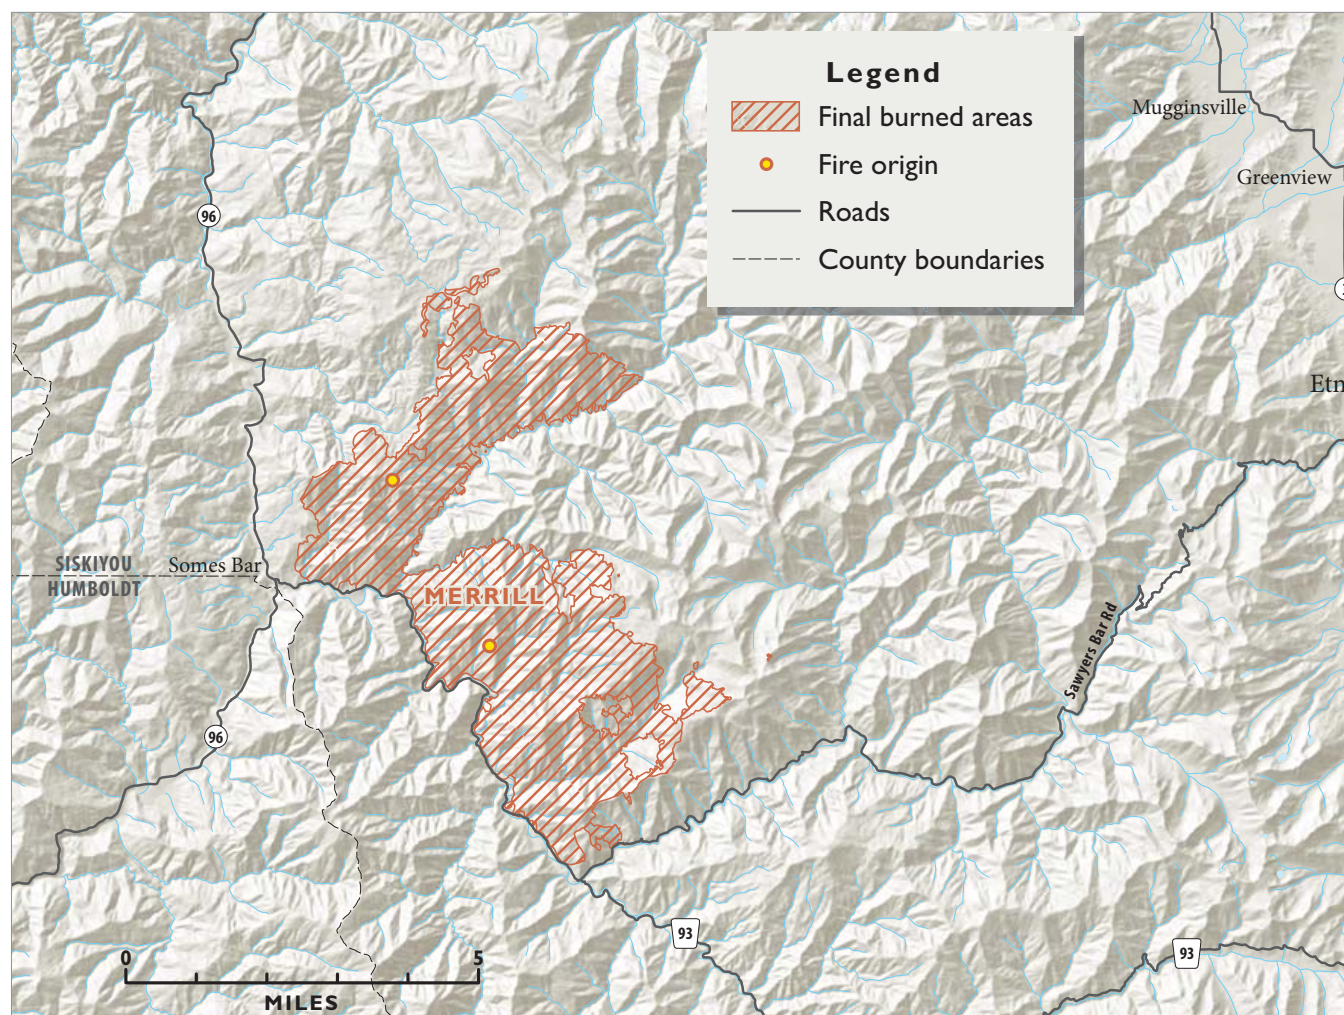 Legend
Final burned areas
Fire origin
Roads
County boundaries
Mugginsville
Greenview
96
Etn
SISKIYOU
HUMBOLDT
Somes Bar
MERRILL
Sawyers Bar Rd
96
93
93
0 5
MILES